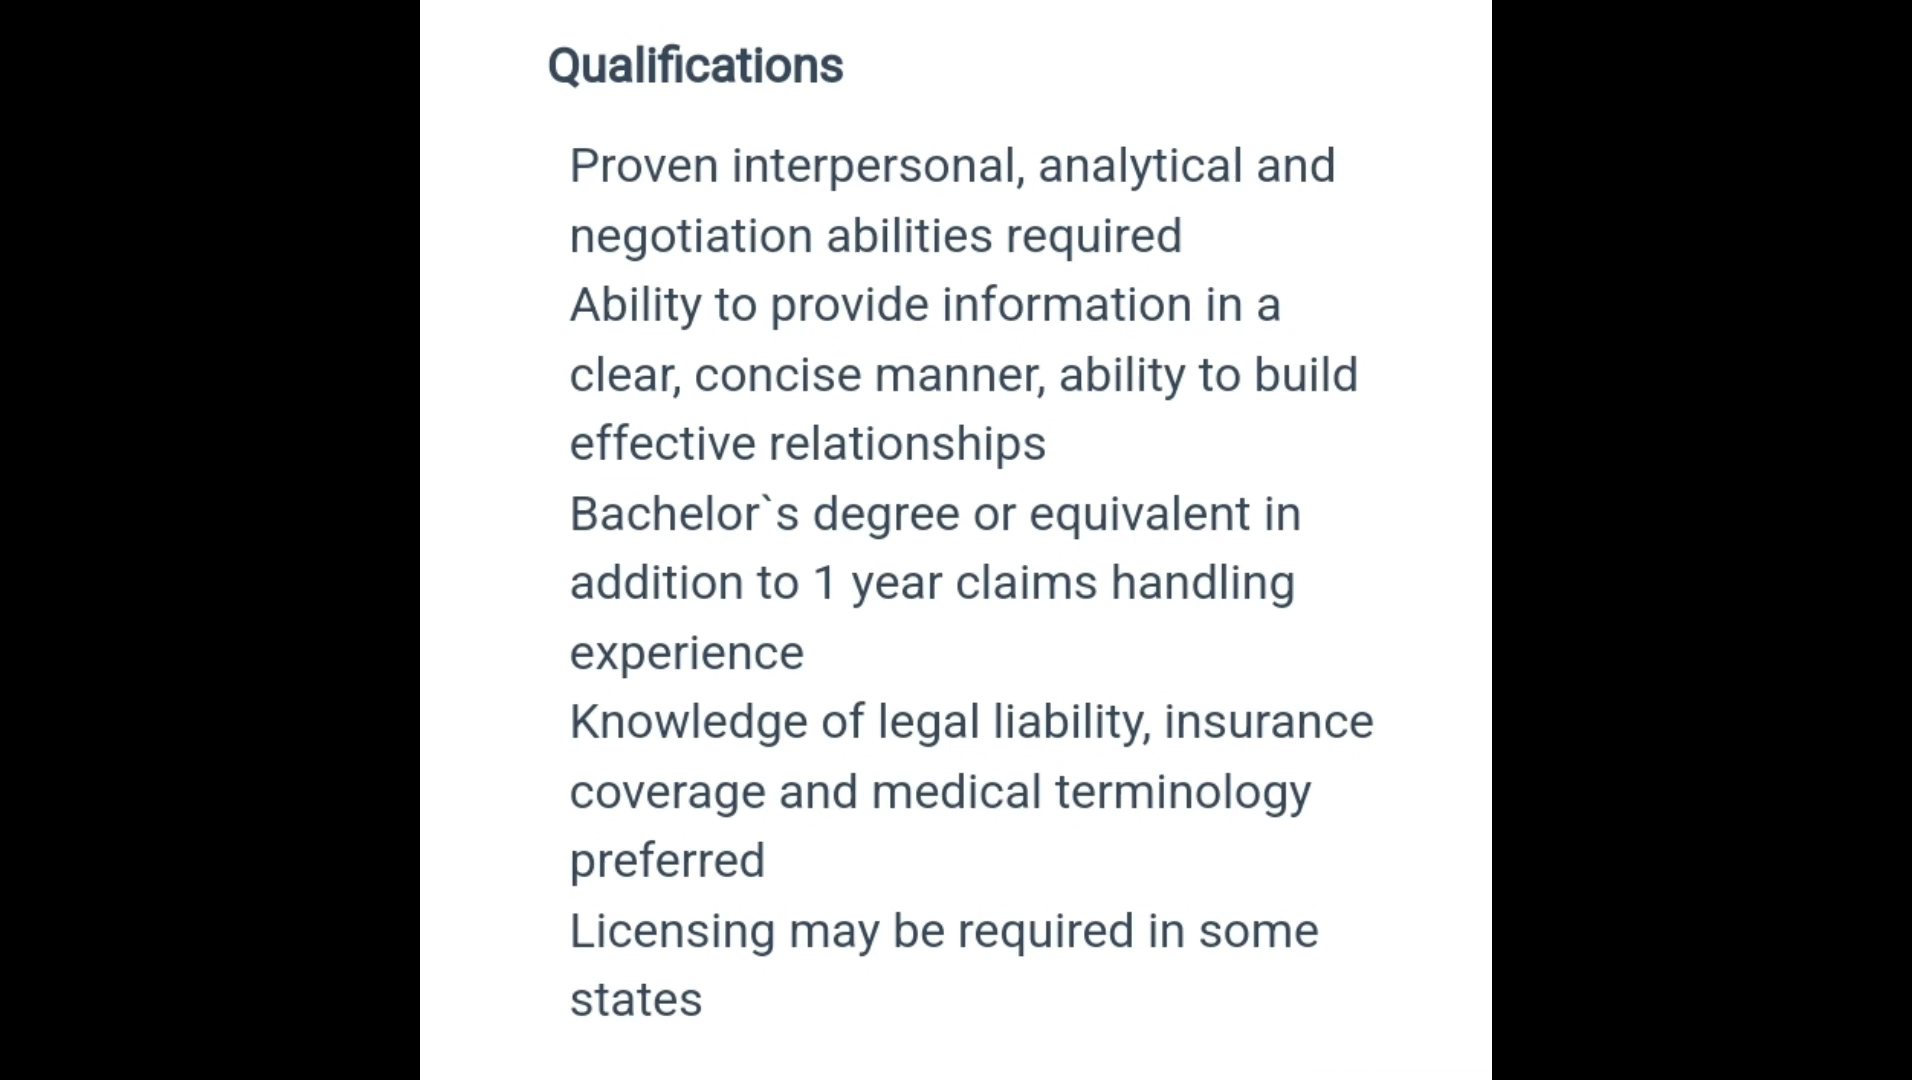 Qualifications
Proven interpersonal, analytical and
negotiation abilities required
Ability to provide information in a
clear, concise manner, ability to build
effective relationships
Bachelor`s degree or equivalent in
addition to 1 year claims handling
experience
Knowledge of legal liability, insurance
coverage and medical terminology
preferred
Licensing may be required in some
states